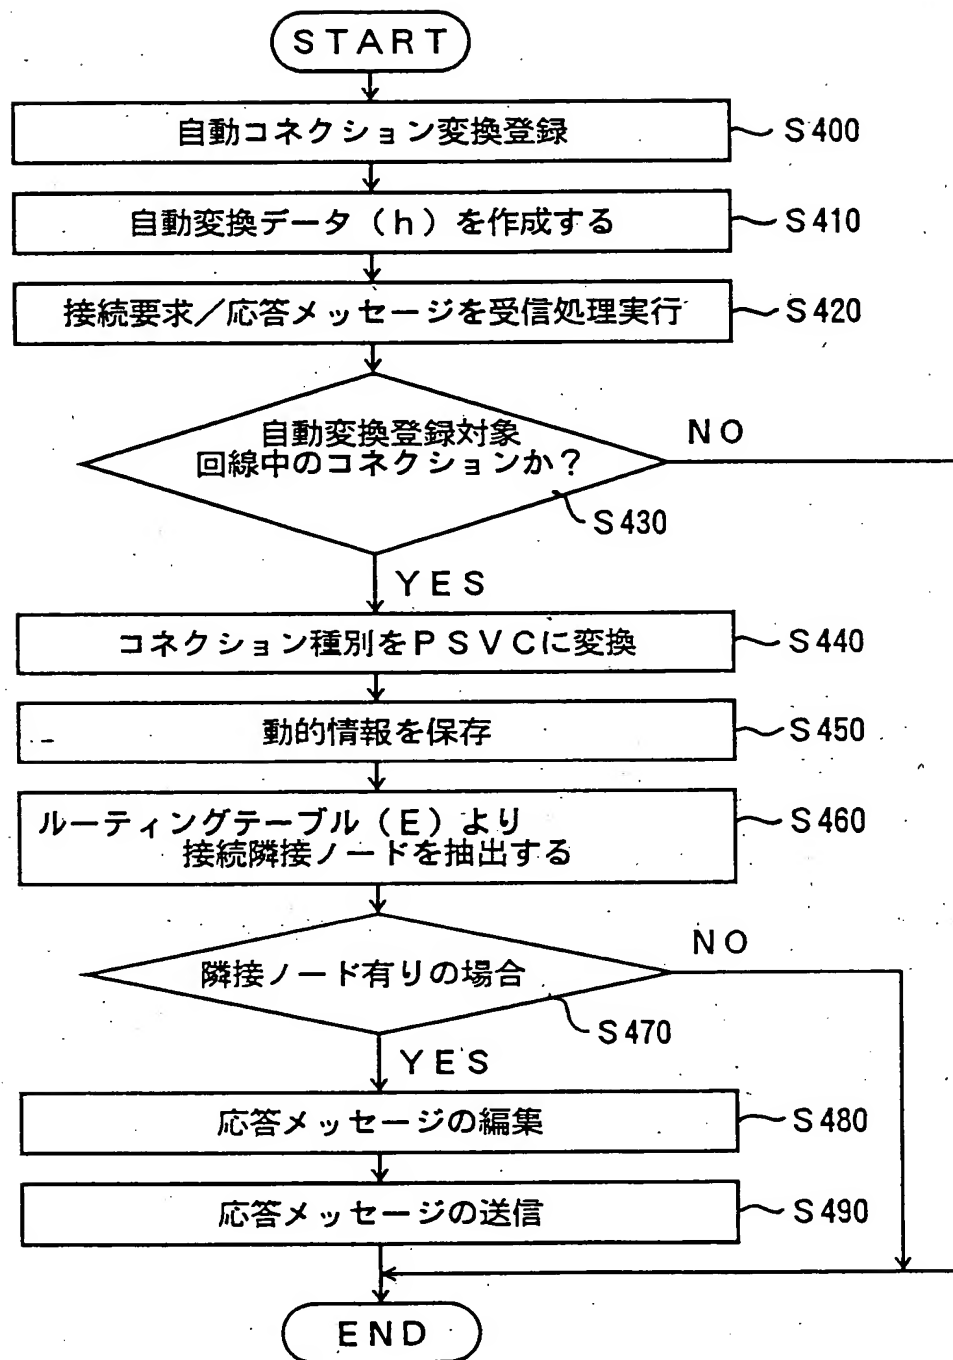 START
自動コネクション変換登録
S400
自動変換データ（h）を作成する
S410
接続要求／応答メッセージを受信処理実行
S420
自動変換登録対象
回線中のコネクションか？
NO
S430
YES
コネクション種別をPSVCに変換
S440
動的情報を保存
S450
ルーティングテーブル（E）より
接続隣接ノードを抽出する
S460
隣接ノード有りの場合
NO
S470
YES
応答メッセージの編集
S480
応答メッセージの送信
S490
END